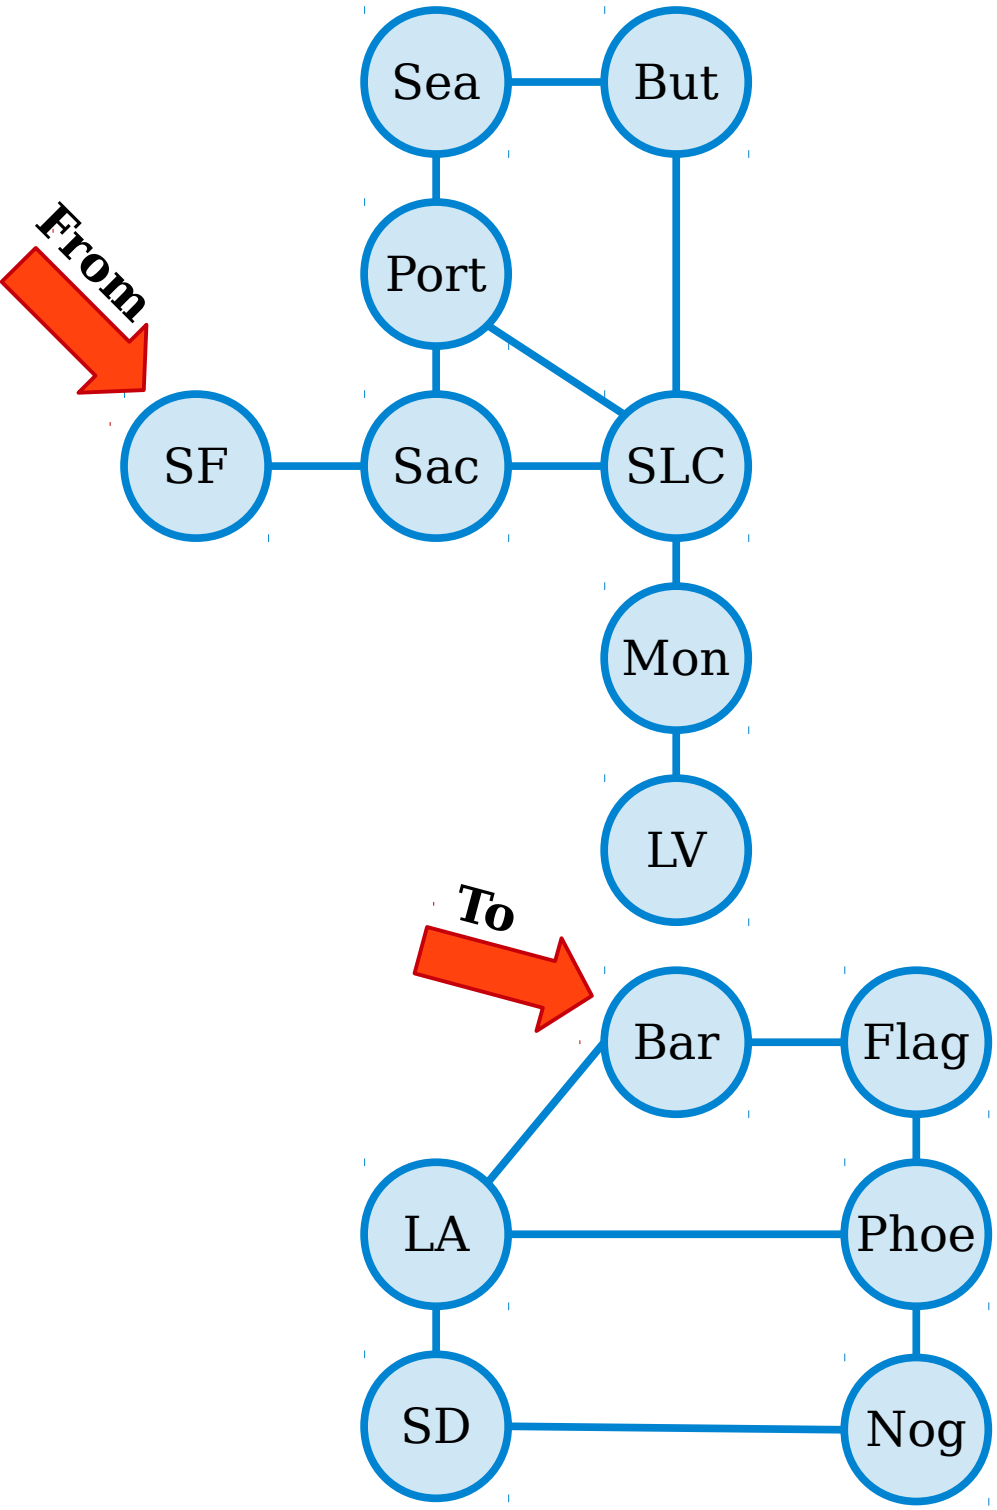 Sea
But
From
Port
SF
Sac
SLC
Mon
LV
To
Bar
Flag
LA
Phoe
SD
Nog